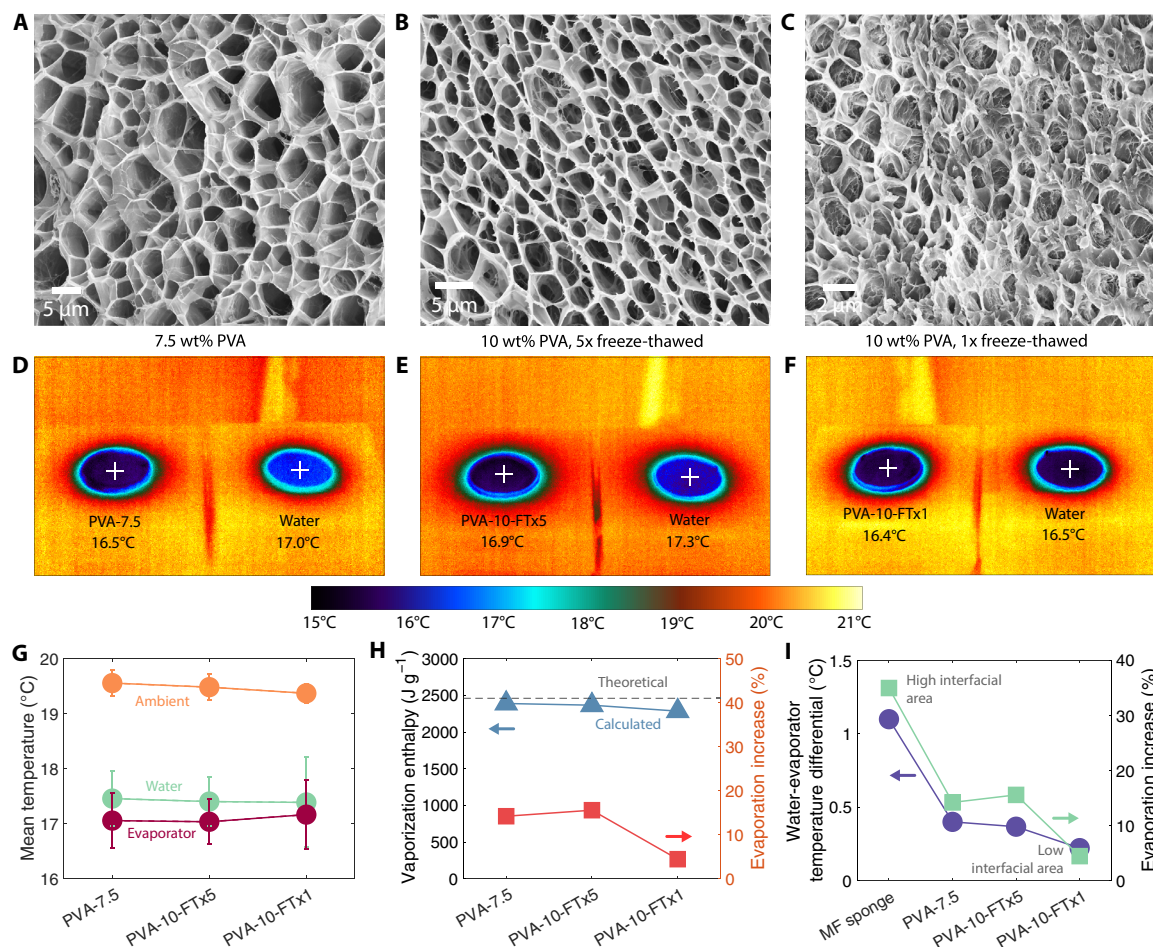 A
B
C
5 µm
5 µm
2 µm
7.5 wt% PVA
10 wt% PVA, 5x freeze-thawed
10 wt% PVA, 1x freeze-thawed
D
E
F
PVA-7.5
16.5°C
Water
17.0°C
PVA-10-FTx5
16.9°C
Water
17.3°C
PVA-10-FTx1
16.4°C
Water
16.5°C
15°C 16°C 17°C 18°C 19°C 20°C 21°C
G
Mean temperature (°C)
20
19
18
17
16
Ambient
Water
Evaporator
PVA-7.5
PVA-10-FTx5
PVA-10-FTx1
H
Vaporization enthalpy (J g⁻¹)
3000
2500
2000
1500
1000
500
0
Theoretical
Calculated
50
40
30
20
10
0
Evaporation increase (%)
PVA-7.5
PVA-10-FTx5
PVA-10-FTx1
I
Water-evaporator
temperature differential (°C)
1.5
1
0.5
0
High interfacial
area
Low
interfacial area
40
30
20
10
0
Evaporation increase (%)
MF sponge
PVA-7.5
PVA-10-FTx5
PVA-10-FTx1